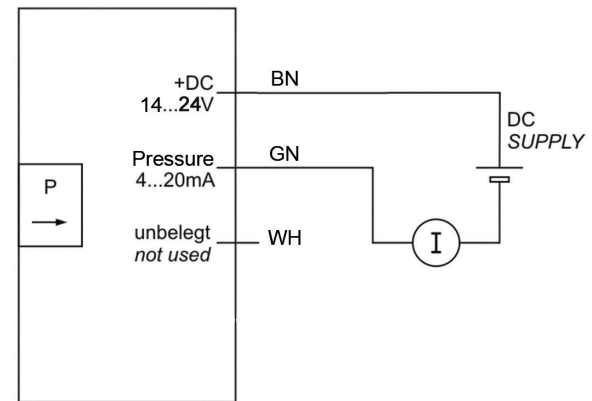 +DC
14...24V
BN
DC
SUPPLY
Pressure
4...20mA
GN
P
unbelegt
not used
WH
I